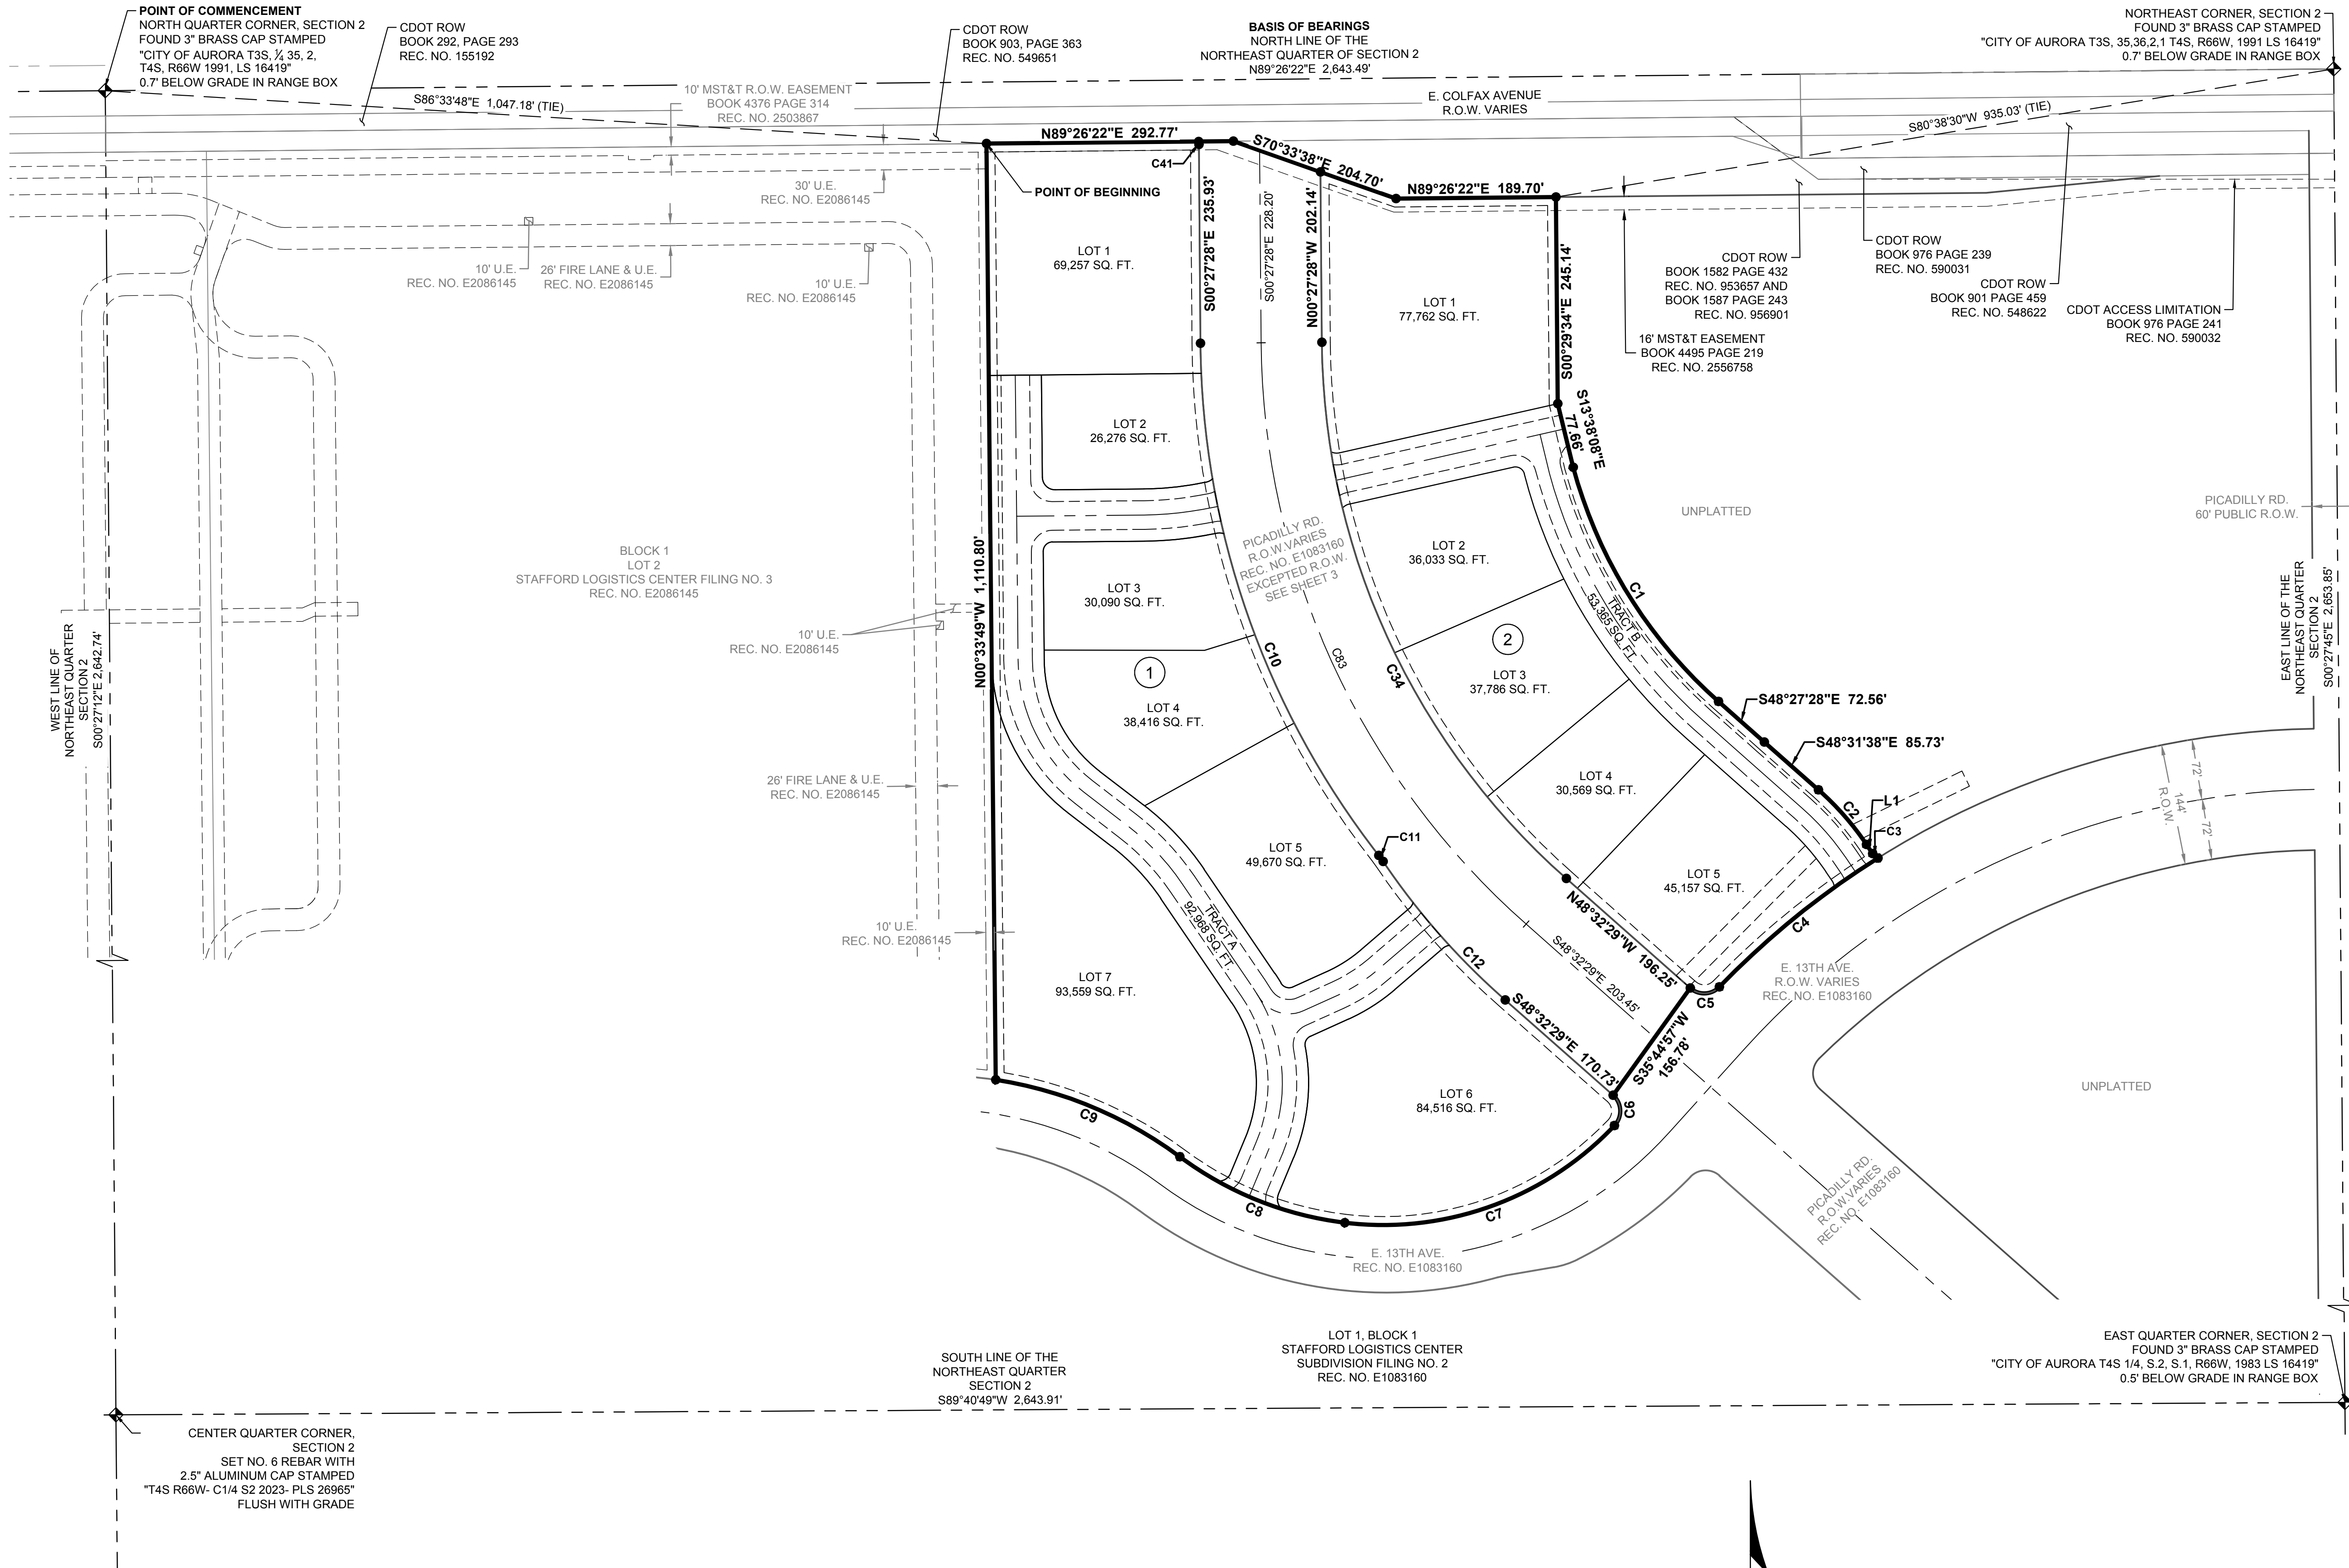 POINT OF COMMENCEMENT
NORTH QUARTER CORNER, SECTION 2
FOUND 3" BRASS CAP STAMPED
"CITY OF AURORA T3S, ¼ 35, 2,
T4S, R66W 1991, LS 16419"
0.7' BELOW GRADE IN RANGE BOX
CDOT ROW
BOOK 292, PAGE 293
REC. NO. 155192
CDOT ROW
BOOK 903, PAGE 363
REC. NO. 549651
BASIS OF BEARINGS
NORTH LINE OF THE
NORTHEAST QUARTER OF SECTION 2
N89°26'22"E 2,643.49'
NORTHEAST CORNER, SECTION 2
FOUND 3" BRASS CAP STAMPED
"CITY OF AURORA T3S, 35,36,2,1 T4S, R66W, 1991 LS 16419"
0.7' BELOW GRADE IN RANGE BOX
S86°33'48"E 1,047.18' (TIE)
10' MST&T R.O.W. EASEMENT
BOOK 4376 PAGE 314
REC. NO. 2503867
E. COLFAX AVENUE
R.O.W. VARIES
S80°38'30"W 935.03' (TIE)
N89°26'22"E 292.77'
C41
S70°33'38"E 204.70'
N89°26'22"E 189.70'
POINT OF BEGINNING
30' U.E.
REC. NO. E2086145
S00°27'28"E 235.93'
S00°27'28"E 228.20'
N00°27'28"W 202.14'
S00°29'34"E 245.14'
LOT 1
69,257 SQ. FT.
LOT 1
77,762 SQ. FT.
10' U.E.
REC. NO. E2086145
26' FIRE LANE & U.E.
REC. NO. E2086145
10' U.E.
REC. NO. E2086145
CDOT ROW
BOOK 1582 PAGE 432
REC. NO. 953657 AND
BOOK 1587 PAGE 243
REC. NO. 956901
CDOT ROW
BOOK 976 PAGE 239
REC. NO. 590031
CDOT ROW
BOOK 901 PAGE 459
REC. NO. 548622
CDOT ACCESS LIMITATION
BOOK 976 PAGE 241
REC. NO. 590032
16' MST&T EASEMENT
BOOK 4495 PAGE 219
REC. NO. 2556758
S13°38'08"E
77.66'
LOT 2
26,276 SQ. FT.
UNPLATTED
PICADILLY RD.
60' PUBLIC R.O.W.
BLOCK 1
LOT 2
STAFFORD LOGISTICS CENTER FILING NO. 3
REC. NO. E2086145
N00°33'49"W 1,110.80'
PICADILLY RD.
R.O.W.VARIES
REC. NO. E1083160
EXCEPTED R.O.W.
SEE SHEET 3
LOT 2
36,033 SQ. FT.
C1
TRACT B
53,365 SQ. FT.
LOT 3
30,090 SQ. FT.
10' U.E.
REC. NO. E2086145
WEST LINE OF
NORTHEAST QUARTER
SECTION 2
S00°27'12"E 2,642.74'
EAST LINE OF THE
NORTHEAST QUARTER
SECTION 2
S00°27'45"E 2,653.85'
C10
C83
C34
2
1
LOT 3
37,786 SQ. FT.
LOT 4
38,416 SQ. FT.
S48°27'28"E 72.56'
S48°31'38"E 85.73'
26' FIRE LANE & U.E.
REC. NO. E2086145
LOT 4
30,569 SQ. FT.
C2
L1
C3
72'
144'
R.O.W.
72'
C11
LOT 5
49,670 SQ. FT.
LOT 5
45,157 SQ. FT.
TRACT A
92,968 SQ. FT.
10' U.E.
REC. NO. E2086145
N48°32'29"W 196.25'
C4
C12
S48°32'29"E 203.45'
LOT 7
93,559 SQ. FT.
E. 13TH AVE.
R.O.W. VARIES
REC. NO. E1083160
C5
S48°32'29"E 170.73'
S35°44'57"W
156.78'
UNPLATTED
LOT 6
84,516 SQ. FT.
C6
C9
C8
C7
PICADILLY RD.
R.O.W.VARIES
REC. NO. E1083160
E. 13TH AVE.
REC. NO. E1083160
LOT 1, BLOCK 1
STAFFORD LOGISTICS CENTER
SUBDIVISION FILING NO. 2
REC. NO. E1083160
SOUTH LINE OF THE
NORTHEAST QUARTER
SECTION 2
S89°40'49"W 2,643.91'
EAST QUARTER CORNER, SECTION 2
FOUND 3" BRASS CAP STAMPED
"CITY OF AURORA T4S 1/4, S.2, S.1, R66W, 1983 LS 16419"
0.5' BELOW GRADE IN RANGE BOX
CENTER QUARTER CORNER,
SECTION 2
SET NO. 6 REBAR WITH
2.5" ALUMINUM CAP STAMPED
"T4S R66W- C1/4 S2 2023- PLS 26965"
FLUSH WITH GRADE